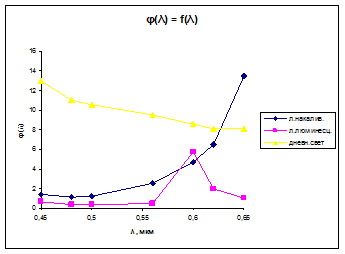 φ(λ) = f(λ)
16
14
12
10
8
6
4
2
0
φ(λ)
0,45 0,5 0,55 0,6 0,65
λ, мкм
л.накалив.
л.люминесц.
дневн.свет